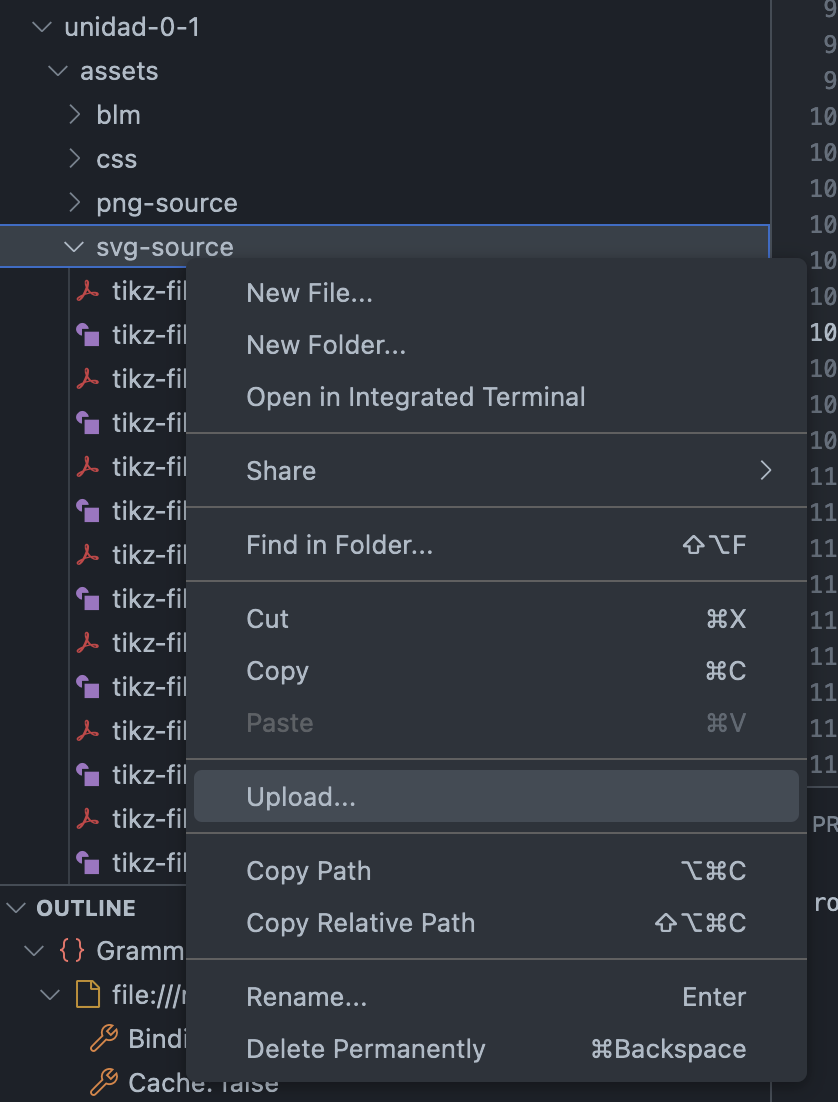 unidad-0-1
assets
blm
css
png-source
svg-source
tikz-fil
tikz-fil
tikz-fil
tikz-fil
tikz-fil
tikz-fil
tikz-fil
tikz-fil
tikz-fil
tikz-fil
tikz-fil
tikz-fil
tikz-fil
tikz-fil
New File...
New Folder...
Open in Integrated Terminal
Share
Find in Folder... ⇧⌥F
Cut ⌘X
Copy ⌘C
Paste ⌘V
Upload...
Copy Path ⌥⌘C
Copy Relative Path ⇧⌥⌘C
Rename... Enter
Delete Permanently ⌘Backspace
OUTLINE
{} Gramm
file:///
Bindi
Cache: false
9
9
9
10
10
10
10
10
10
10
10
10
10
11
11
11
11
11
11
11
11
11
PR
ro